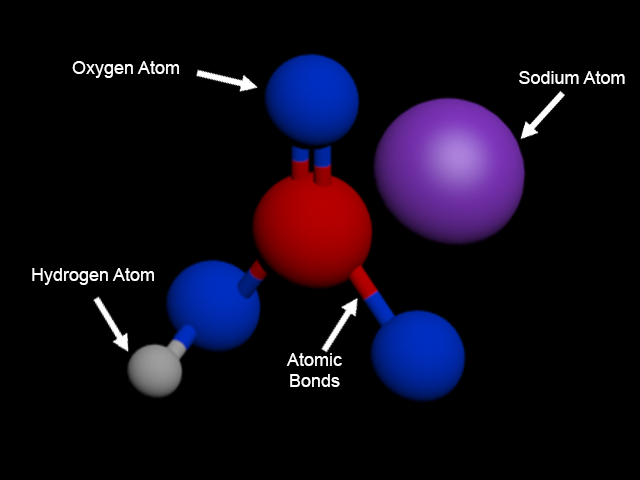 Oxygen Atom
Sodium Atom
Hydrogen Atom
Atomic
Bonds